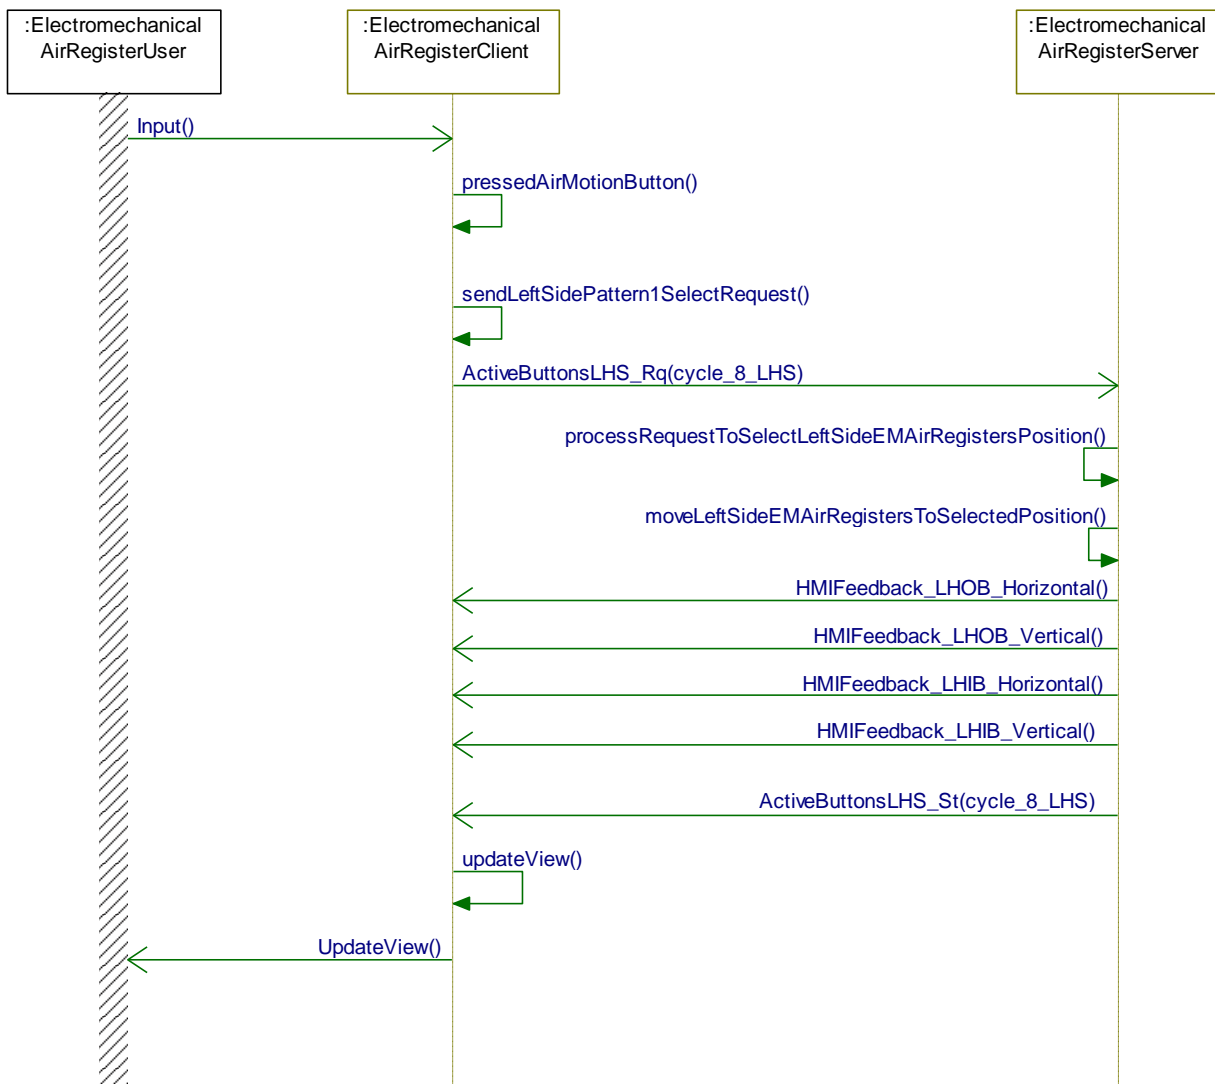 :Electromechanical
AirRegisterUser
:Electromechanical
AirRegisterClient
:Electromechanical
AirRegisterServer
Input()
pressedAirMotionButton()
sendLeftSidePattern1SelectRequest()
ActiveButtonsLHS_Rq(cycle_8_LHS)
processRequestToSelectLeftSideEMAirRegistersPosition()
moveLeftSideEMAirRegistersToSelectedPosition()
HMIFeedback_LHOB_Horizontal()
HMIFeedback_LHOB_Vertical()
HMIFeedback_LHIB_Horizontal()
HMIFeedback_LHIB_Vertical()
ActiveButtonsLHS_St(cycle_8_LHS)
updateView()
UpdateView()